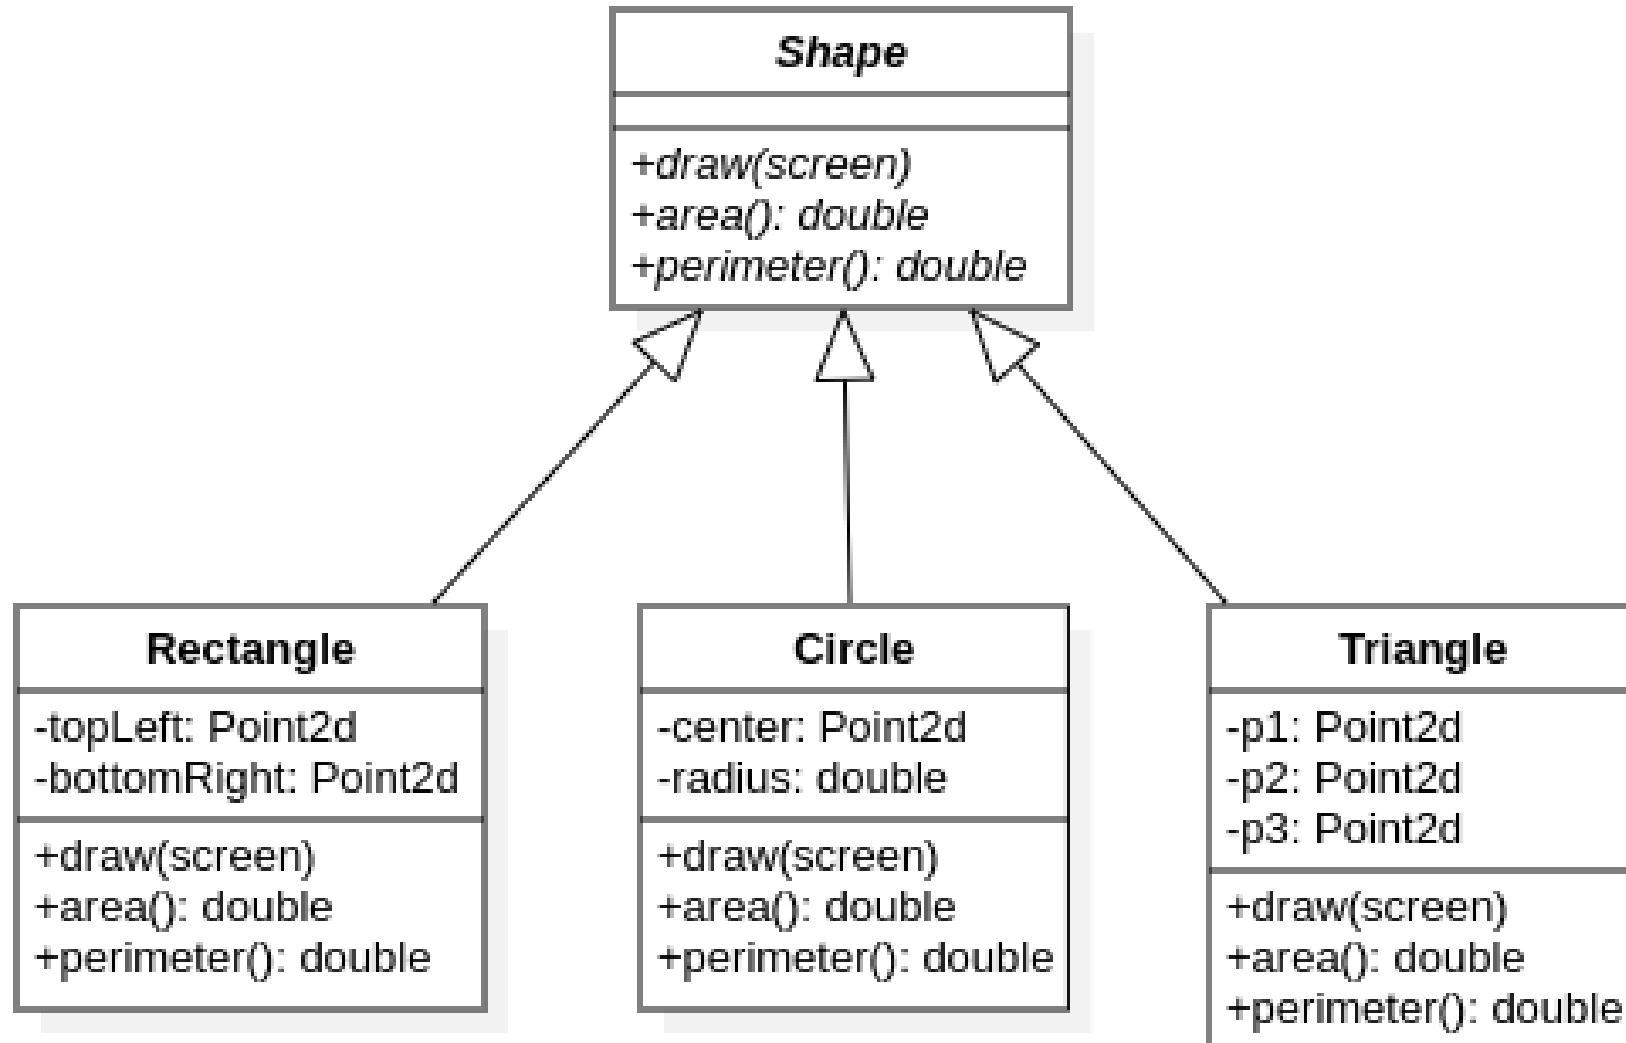 Shape
+draw(screen)
+area(): double
+perimeter(): double
Rectangle
-topLeft: Point2d
-bottomRight: Point2d
+draw(screen)
+area(): double
+perimeter(): double
Circle
-center: Point2d
-radius: double
+draw(screen)
+area(): double
+perimeter(): double
Triangle
-p1: Point2d
-p2: Point2d
-p3: Point2d
+draw(screen)
+area(): double
+perimeter(): double